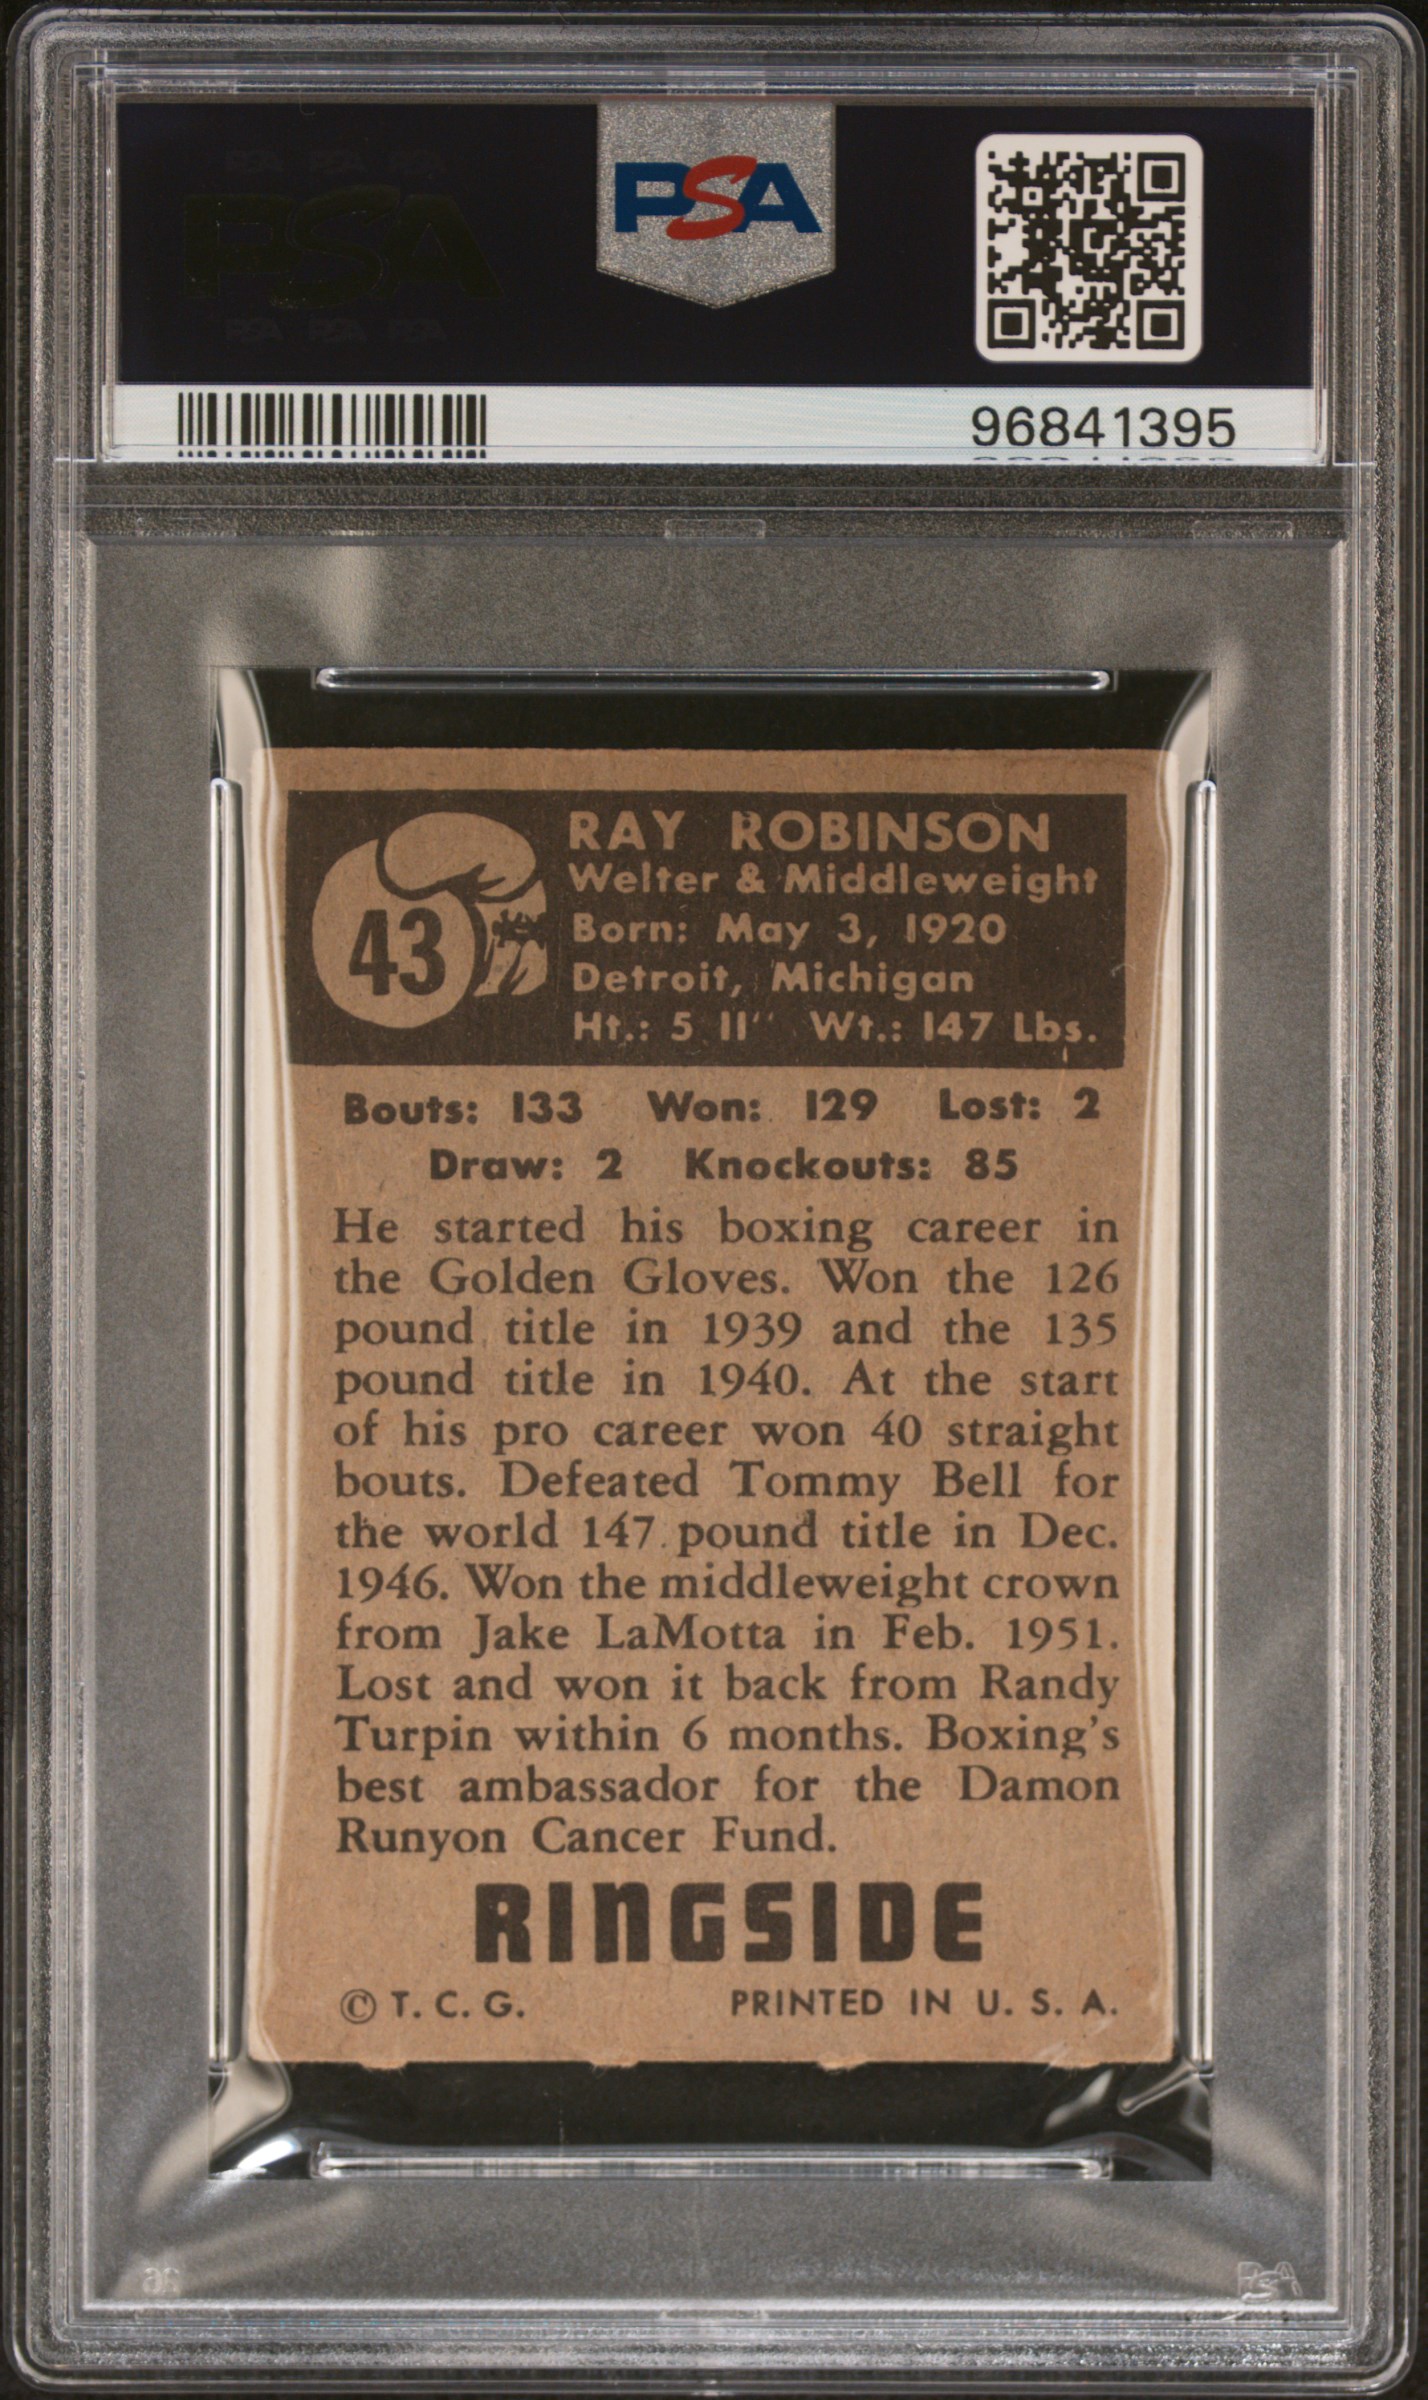 PSA
96841395
43
RAY ROBINSON
Welter & Middleweight
Born: May 3, 1920
Detroit, Michigan
Ht.: 5 11″ Wt.: 147 Lbs.
Bouts: 133 Won: 129 Lost: 2
Draw: 2 Knockouts: 85
He started his boxing career in
the Golden Gloves. Won the 126
pound title in 1939 and the 135
pound title in 1940. At the start
of his pro career won 40 straight
bouts. Defeated Tommy Bell for
the world 147 pound title in Dec.
1946. Won the middleweight crown
from Jake LaMotta in Feb. 1951.
Lost and won it back from Randy
Turpin within 6 months. Boxing's
best ambassador for the Damon
Runyon Cancer Fund.
RINGSIDE
© T. C. G. PRINTED IN U. S. A.
PSA